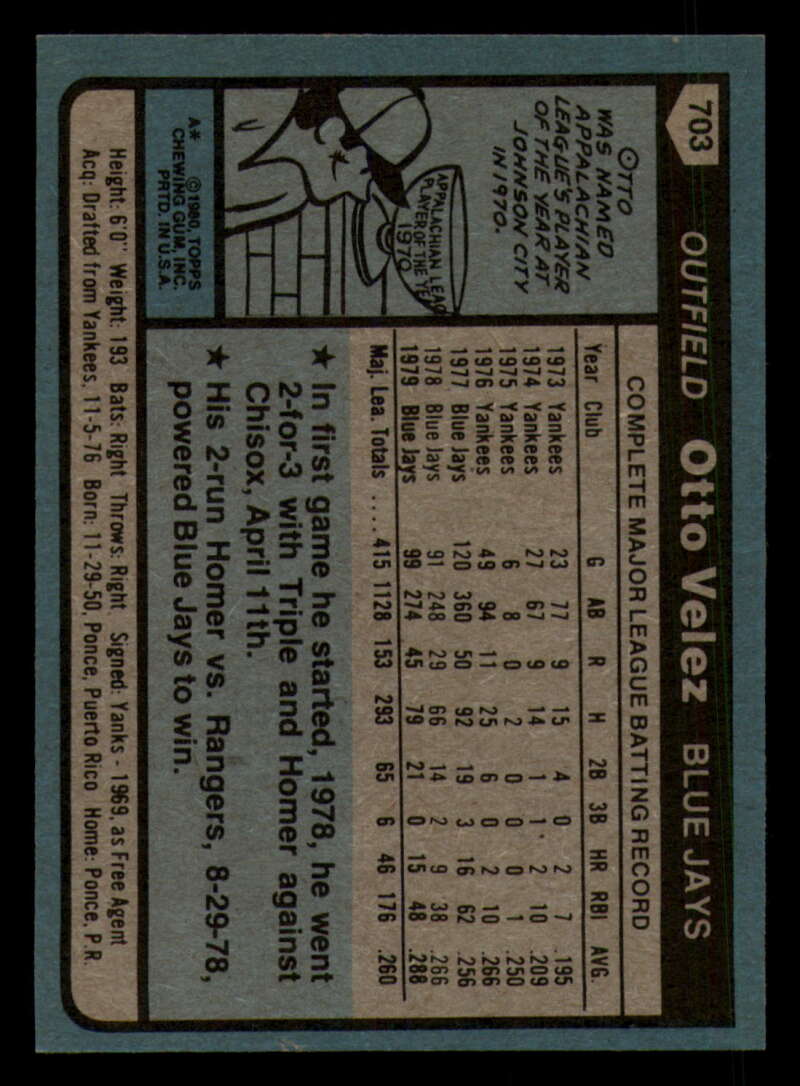 703 OUTFIELD Otto Velez BLUE JAYS
OTTO
WAS NAMED
APPALACHIAN
LEAGUE'S PLAYER
OF THE YEAR AT
JOHNSON CITY
IN 1970.
APPALACHIAN LEAG
PLAYER OF THE YE
1970
A* ©1980, TOPPS
CHEWING GUM, INC.
PRTD. IN U.S.A.
COMPLETE MAJOR LEAGUE BATTING RECORD
Year Club G AB R H 2B 3B HR RBI AVG.
1973 Yankees 23 77 9 15 4 0 2 7 .195
1974 Yankees 27 67 9 14 1 1 2 10 .209
1975 Yankees 6 8 0 2 0 0 0 1 .250
1976 Yankees 49 94 11 25 6 0 2 10 .266
1977 Blue Jays 120 360 50 92 19 3 16 62 .256
1978 Blue Jays 91 248 29 66 14 2 9 38 .266
1979 Blue Jays 99 274 45 79 21 0 15 48 .288
Maj. Lea. Totals .... 415 1128 153 293 65 6 46 176 .260
★ In first game he started, 1978, he went
2-for-3 with Triple and Homer against
Chisox, April 11th.
★ His 2-run Homer vs. Rangers, 8-29-78,
powered Blue Jays to win.
Height: 6'0" Weight: 193 Bats: Right Throws: Right Signed: Yanks - 1969, as Free Agent
Acq: Drafted from Yankees, 11-5-76 Born: 11-29-50, Ponce, Puerto Rico Home: Ponce, P.R.